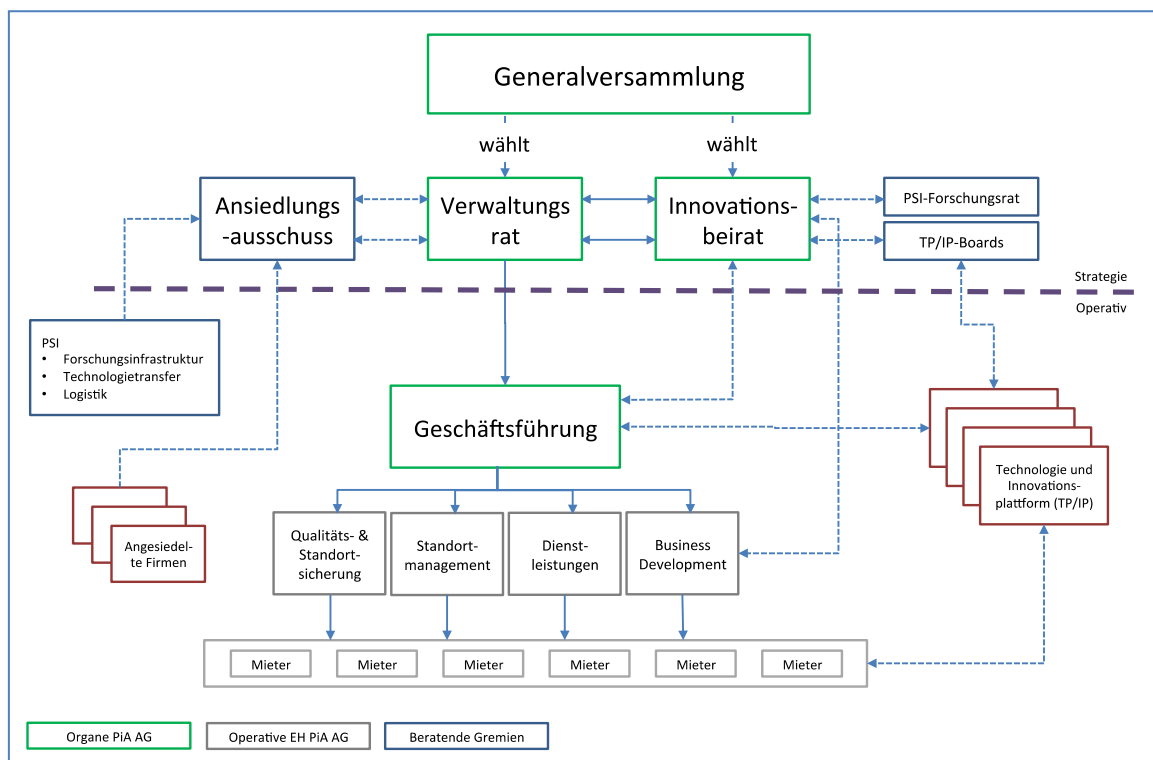 Generalversammlung
wählt
wählt
Ansiedlungs
-ausschuss
Verwaltungs
rat
Innovations-
beirat
PSI-Forschungsrat
TP/IP-Boards
Strategie
Operativ
PSI
• Forschungsinfrastruktur
• Technologietransfer
• Logistik
Geschäftsführung
Technologie und
Innovations-
plattform (TP/IP)
Angesiedel-
te Firmen
Qualitäts- &
Standort-
sicherung
Standort-
management
Dienst-
leistungen
Business
Development
Mieter
Mieter
Mieter
Mieter
Mieter
Mieter
Organe PiA AG
Operative EH PiA AG
Beratende Gremien